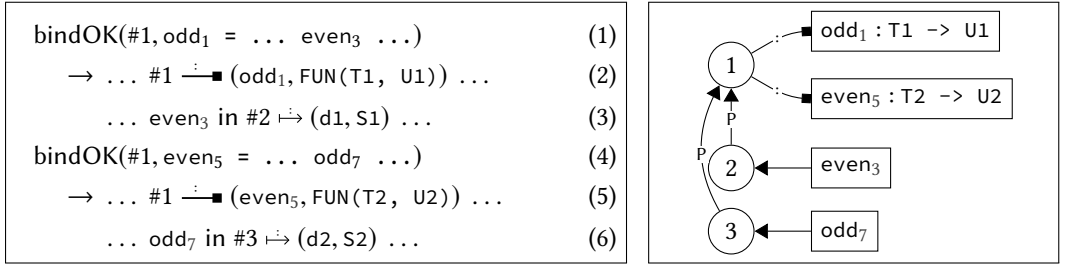 bindOK(#1, odd₁ = ... even₃ ...) (1)
→ ... #1 —:—■ (odd₁, FUN(T1, U1)) ... (2)
... even₃ in #2 ↦: (d1, S1) ... (3)
bindOK(#1, even₅ = ... odd₇ ...) (4)
→ ... #1 —:—■ (even₅, FUN(T2, U2)) ... (5)
... odd₇ in #3 ↦: (d2, S2) ... (6)
odd₁ : T1 -> U1
:
1
:
even₅ : T2 -> U2
P
P
2
even₃
3
odd₇